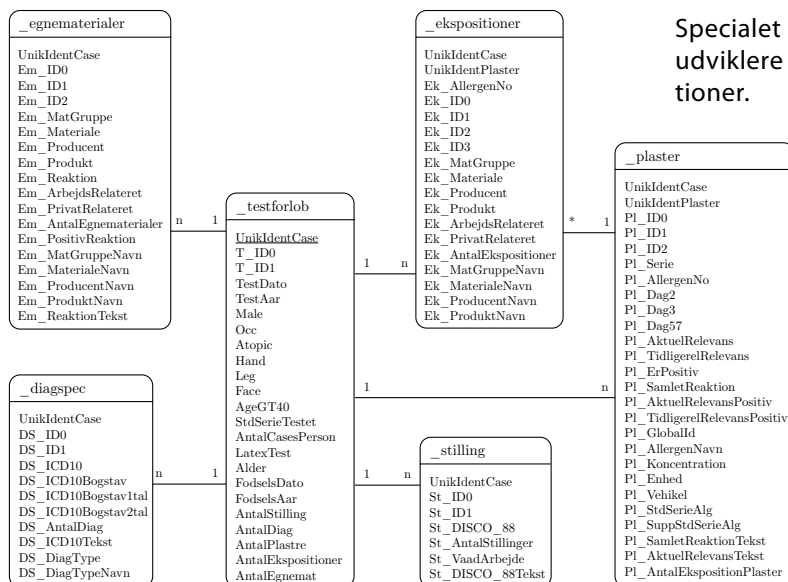 _egnematerialer
UnikIdentCase
Em_ID0
Em_ID1
Em_ID2
Em_MatGruppe
Em_Materiale
Em_Producent
Em_Produkt
Em_Reaktion
Em_ArbejdsRelateret
Em_PrivatRelateret
Em_AntalEgnematerialer
Em_PositivReaktion
Em_MatGruppeNavn
Em_MaterialeNavn
Em_ProducentNavn
Em_ProduktNavn
Em_ReaktionTekst
n
1
_diagspec
UnikIdentCase
DS_ID0
DS_ID1
DS_ICD10
DS_ICD10Bogstav
DS_ICD10Bogstav1tal
DS_ICD10Bogstav2tal
DS_AntalDiag
DS_ICD10Tekst
DS_DiagType
DS_DiagTypeNavn
n
1
_testforlob
UnikIdentCase
T_ID0
T_ID1
TestDato
TestAar
Male
Occ
Atopic
Hand
Leg
Face
AgeGT40
StdSerieTestet
AntalCasesPerson
LatexTest
Alder
FodselsDato
FodselsAar
AntalStilling
AntalDiag
AntalPlastre
AntalEkspositioner
AntalEgnemat
1
n
1
n
1
n
_ekspositioner
UnikIdentCase
UnikIdentPlaster
Ek_AllergenNo
Ek_ID0
Ek_ID1
Ek_ID2
Ek_ID3
Ek_MatGruppe
Ek_Materiale
Ek_Producent
Ek_Produkt
Ek_ArbejdsRelateret
Ek_PrivatRelateret
Ek_AntalEkspositioner
Ek_MatGruppeNavn
Ek_MaterialeNavn
Ek_ProducentNavn
Ek_ProduktNavn
*
1
_stilling
UnikIdentCase
St_ID0
St_ID1
St_DISCO_88
St_AntalStillinger
St_VaadArbejde
St_DISCO_88Tekst
Specialet
udviklere
tioner.
_plaster
UnikIdentCase
UnikIdentPlaster
Pl_ID0
Pl_ID1
Pl_ID2
Pl_Serie
Pl_AllergenNo
Pl_Dag2
Pl_Dag3
Pl_Dag57
Pl_AktuelRelevans
Pl_TidligerelRelevans
Pl_ErPositiv
Pl_SamletReaktion
Pl_AktuelRelevansPositiv
Pl_TidligerelRelevansPositiv
Pl_GlobalId
Pl_AllergenNavn
Pl_Koncentration
Pl_Enhed
Pl_Vehikel
Pl_StdSerieAlg
Pl_SuppStdSerieAlg
Pl_SamletReaktionTekst
Pl_AktuelRelevansTekst
Pl_AntalEkspositionPlaster